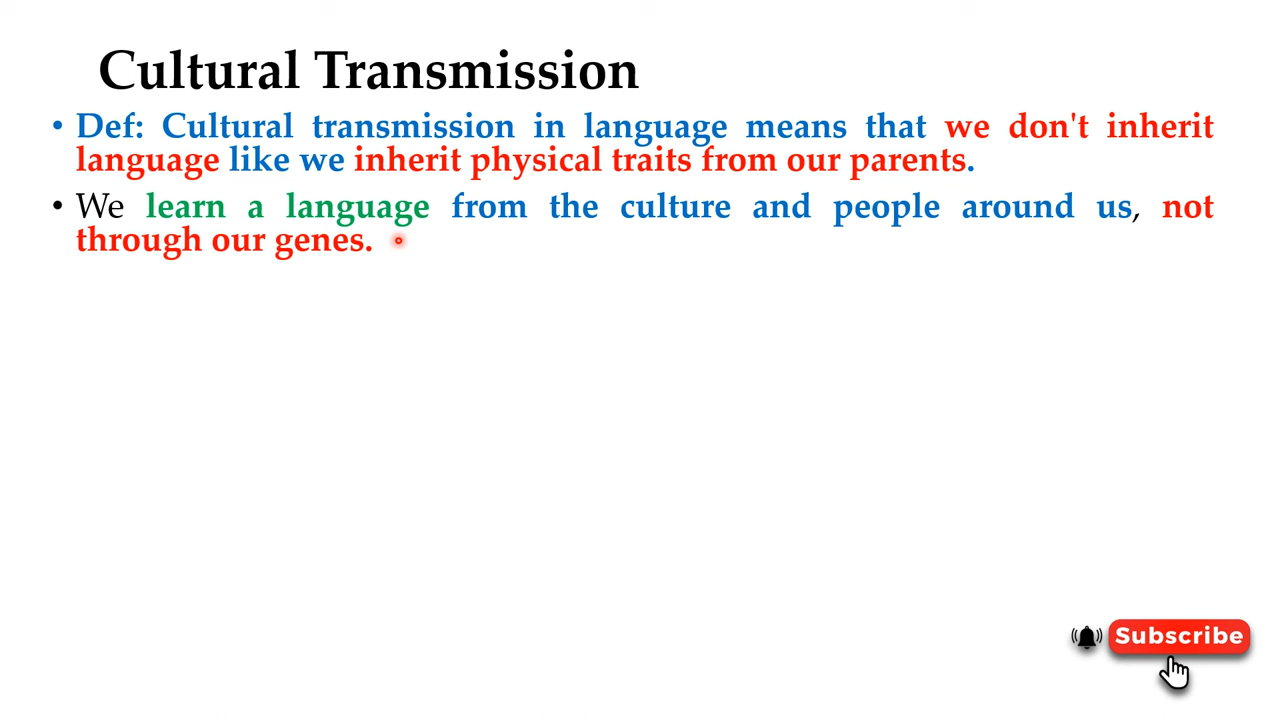 Cultural Transmission
• Def: Cultural transmission in language means that we don't inherit
language like we inherit physical traits from our parents.
• We learn a language from the culture and people around us, not
through our genes.
Subscribe